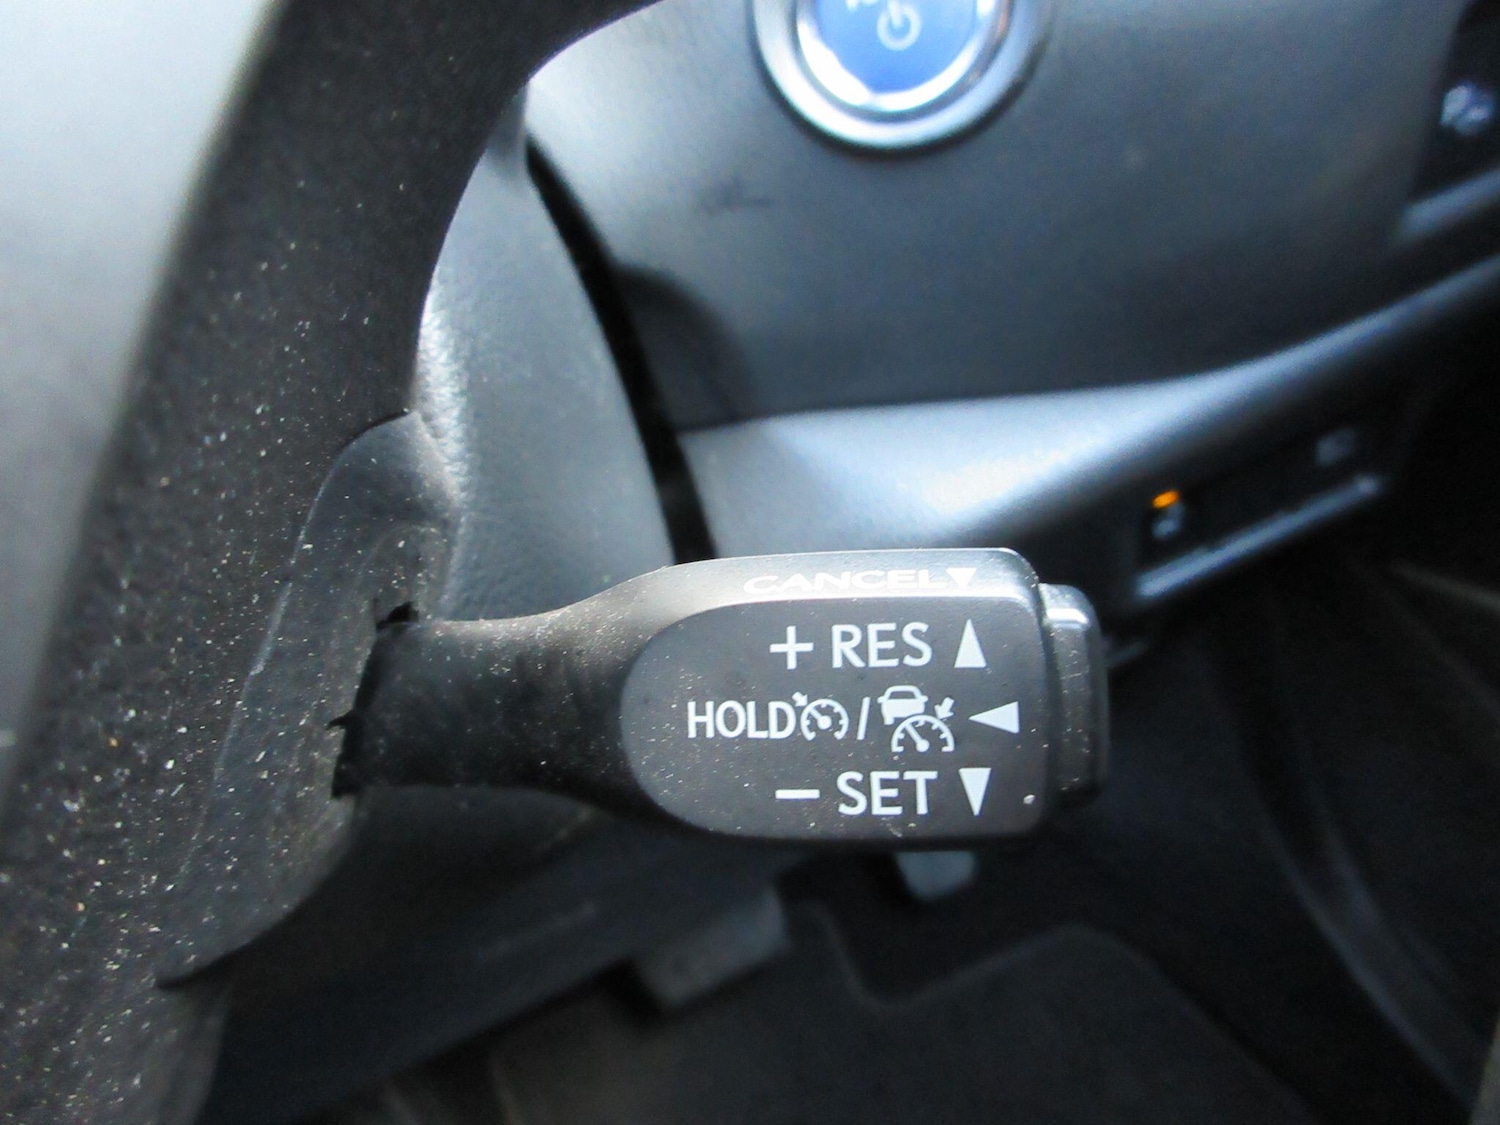 CANCEL▼
+ RES ▲
HOLD / ◀
− SET ▼